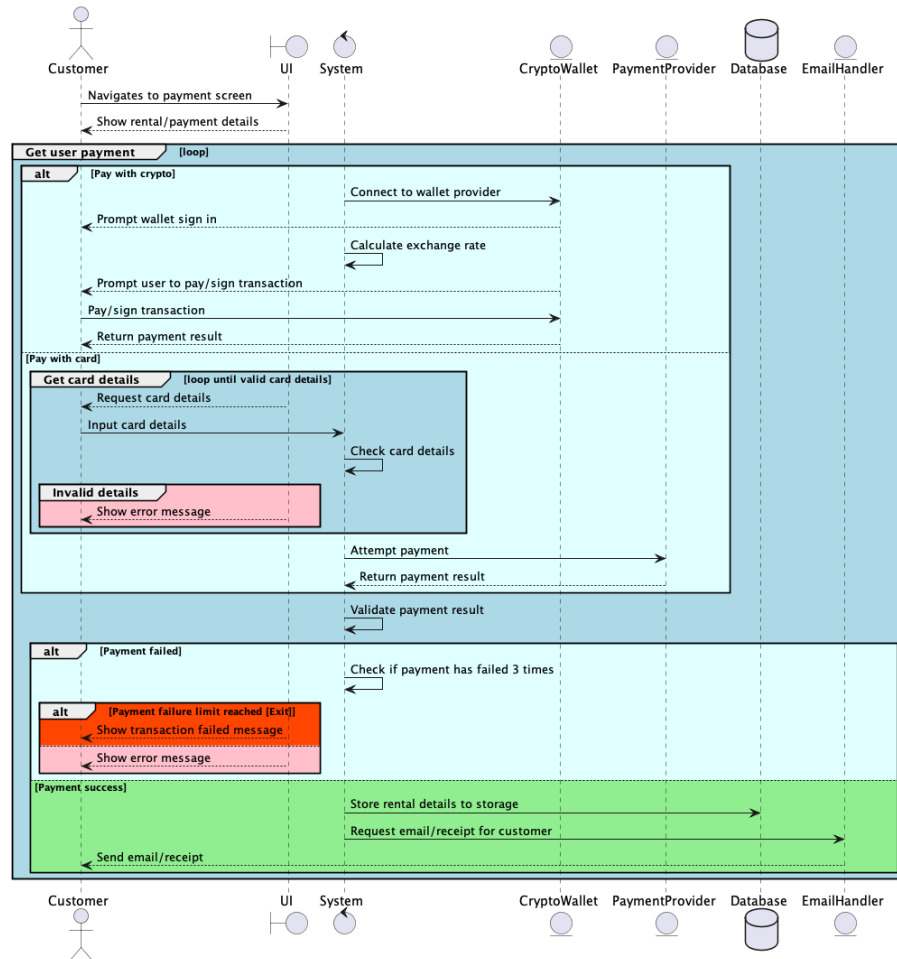 Customer UI System CryptoWallet PaymentProvider Database EmailHandler
Navigates to payment screen
Show rental/payment details
Get user payment [loop]
alt [Pay with crypto]
Connect to wallet provider
Prompt wallet sign in
Calculate exchange rate
Prompt user to pay/sign transaction
Pay/sign transaction
Return payment result
[Pay with card]
Get card details [loop until valid card details]
Request card details
Input card details
Check card details
Invalid details
Show error message
Attempt payment
Return payment result
Validate payment result
alt [Payment failed]
Check if payment has failed 3 times
alt [Payment failure limit reached [Exit]]
Show transaction failed message
Show error message
[Payment success]
Store rental details to storage
Request email/receipt for customer
Send email/receipt
Customer UI System CryptoWallet PaymentProvider Database EmailHandler